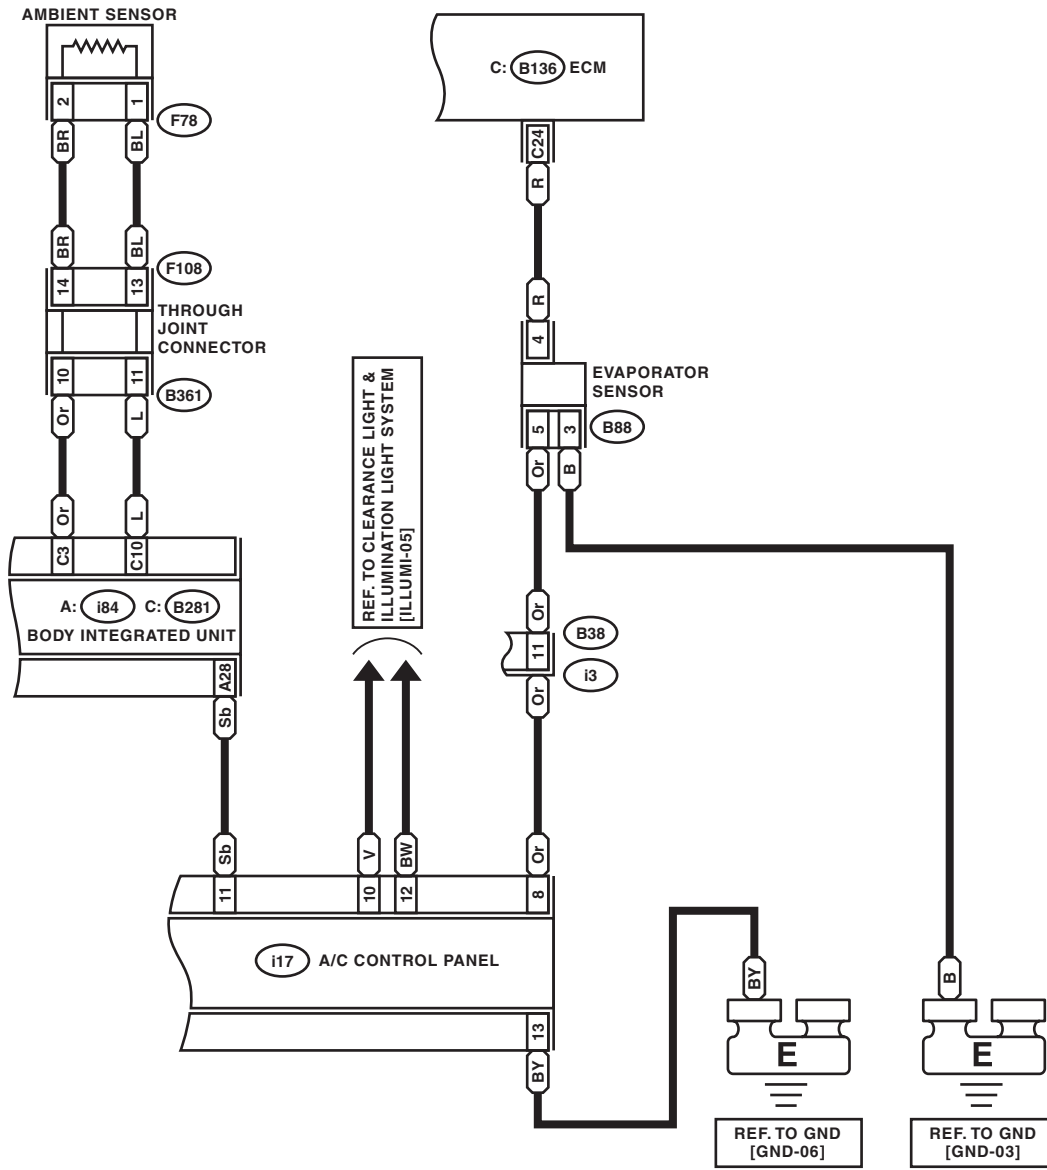 AMBIENT SENSOR
2
1
F78
BR
BL
BR
BL
F108
14
13
THROUGH
JOINT
CONNECTOR
10
11
B361
Or
L
Or
L
C3
C10
A: i84 C: B281
BODY INTEGRATED UNIT
A28
Sb
Sb
C: B136 ECM
C24
R
R
4
EVAPORATOR
SENSOR
5
3
B88
Or
B
REF. TO CLEARANCE LIGHT &
ILLUMINATION LIGHT SYSTEM
[ILLUMI-05]
Or
B38
11
i3
Or
V
BW
Or
11
10
12
8
i17 A/C CONTROL PANEL
13
BY
BY
B
E
E
REF. TO GND
[GND-06]
REF. TO GND
[GND-03]